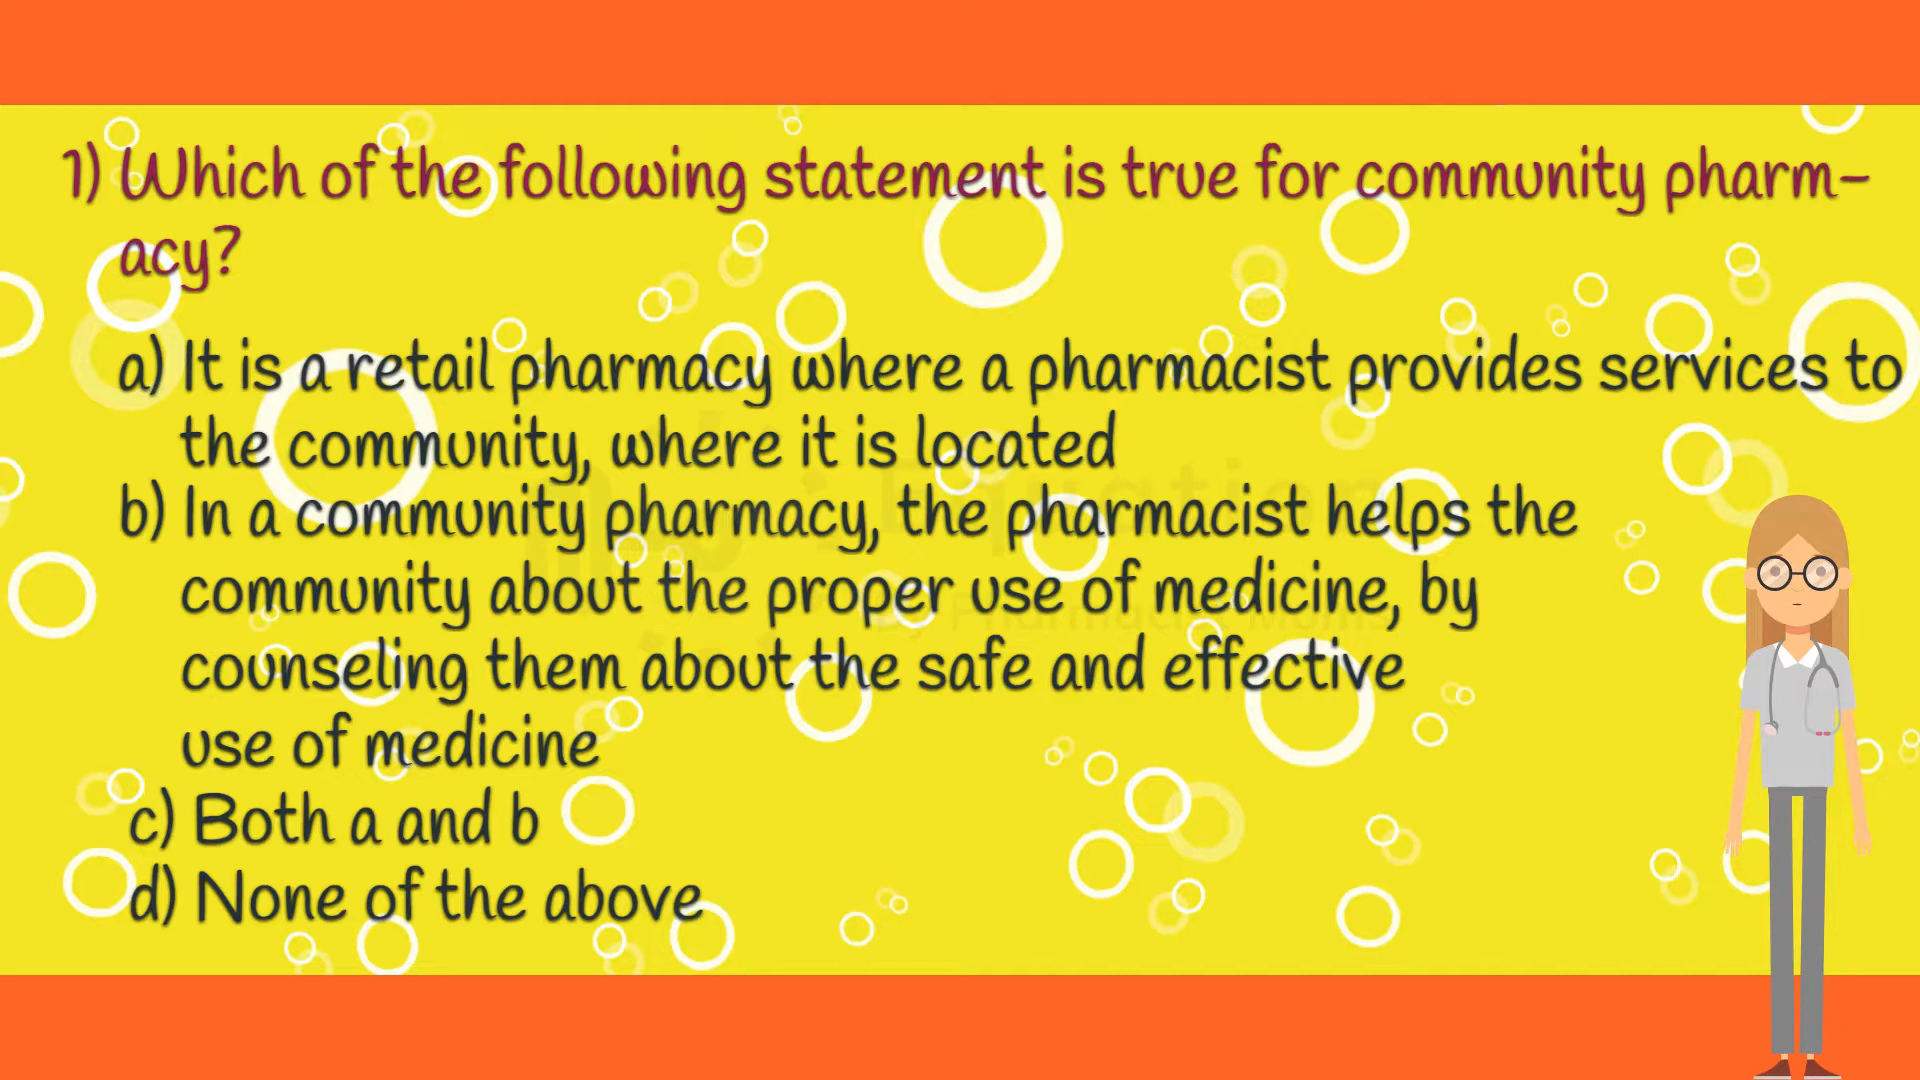 1) Which of the following statement is true for community pharm-
acy?
a) It is a retail pharmacy where a pharmacist provides services to
the community, where it is located
b) In a community pharmacy, the pharmacist helps the
community about the proper use of medicine, by
counseling them about the safe and effective
use of medicine
c) Both a and b
d) None of the above